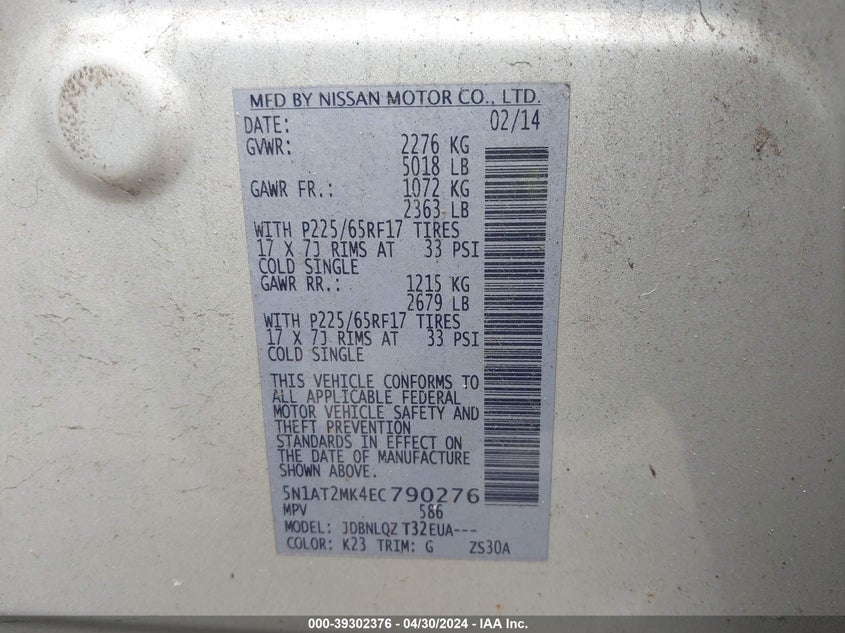 MFD BY NISSAN MOTOR CO., LTD.
DATE: 02/14
GVWR: 2276 KG
5018 LB
GAWR FR.: 1072 KG
2363 LB
WITH P225/65RF17 TIRES
17 X 7J RIMS AT 33 PSI
COLD SINGLE
GAWR RR.: 1215 KG
2679 LB
WITH P225/65RF17 TIRES
17 X 7J RIMS AT 33 PSI
COLD SINGLE
THIS VEHICLE CONFORMS TO
ALL APPLICABLE FEDERAL
MOTOR VEHICLE SAFETY AND
THEFT PREVENTION
STANDARDS IN EFFECT ON
THE DATE OF MANUFACTURE
SHOWN ABOVE.
5N1AT2MK4EC790276
MPV 586
MODEL: JDBNLQZ T32EUA---
COLOR: K23 TRIM: G ZS30A
000-39302376 - 04/30/2024 - IAA Inc.